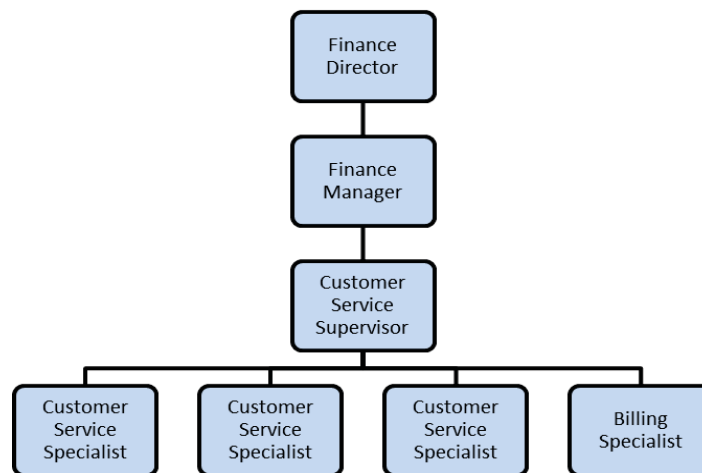 Finance
Director
Finance
Manager
Customer
Service
Supervisor
Customer
Service
Specialist
Customer
Service
Specialist
Customer
Service
Specialist
Billing
Specialist